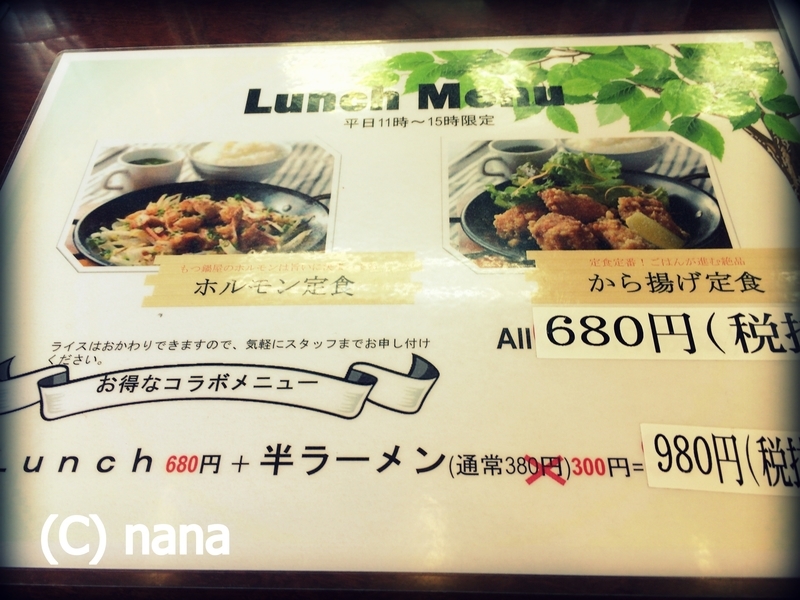 Lunch Menu
平日11時～15時限定
ホルモン定食
定食定番！ごはんが進む絶品
から揚げ定食
All 680円(税抜
ライスはおかわりできますので、気軽にスタッフまでお申し付け
ください。
お得なコラボメニュー
Lunch 680円 + 半ラーメン(通常380円)300円= 980円(税抜
(C) nana